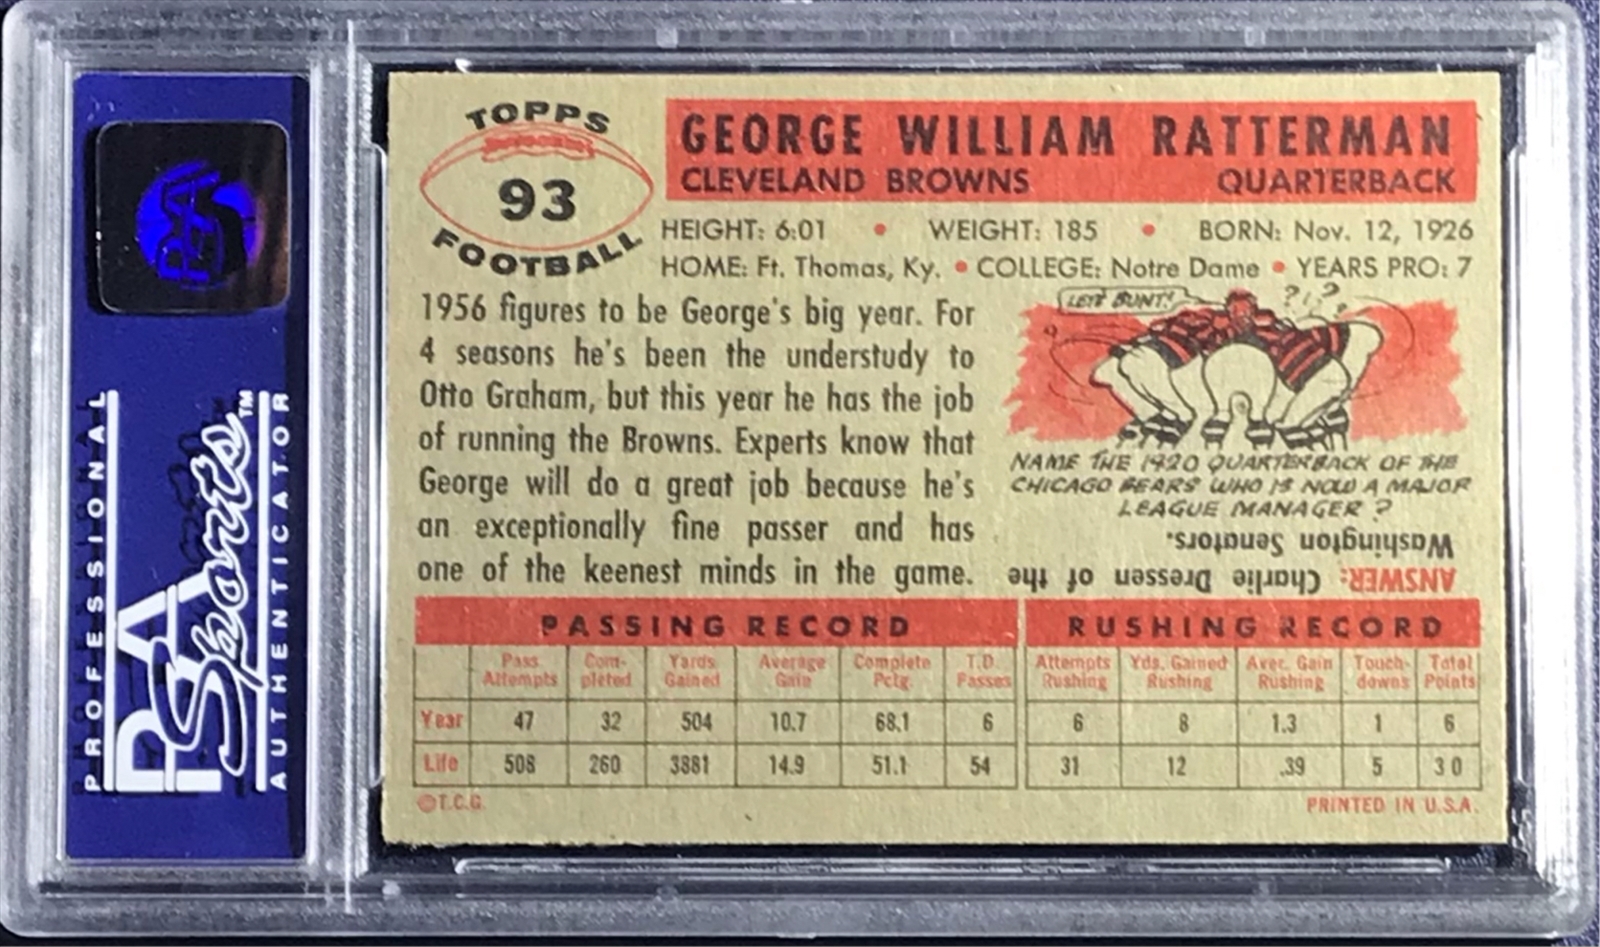 PROFESSIONAL
PSA
Sports™
AUTHENTICATOR
PSA
TOPPS
93
FOOTBALL
GEORGE WILLIAM RATTERMAN
CLEVELAND BROWNS QUARTERBACK
HEIGHT: 6:01 • WEIGHT: 185 • BORN: Nov. 12, 1926
HOME: Ft. Thomas, Ky. • COLLEGE: Notre Dame • YEARS PRO: 7
1956 figures to be George's big year. For
4 seasons he's been the understudy to
Otto Graham, but this year he has the job
of running the Browns. Experts know that
George will do a great job because he's
an exceptionally fine passer and has
one of the keenest minds in the game.
LET'S BUNT!
? ! ?
NAME THE 1920 QUARTERBACK OF THE
CHICAGO BEARS WHO IS NOW A MAJOR
LEAGUE MANAGER?
ANSWER: Charlie Dressen of the
Washington Senators.
PASSING RECORD RUSHING RECORD
Pass Com- Yards Average Complete T.D. Attempts Yds. Gained Aver. Gain Touch- Total
Attempts pleted Gained Gain Pctg. Passes Rushing Rushing Rushing downs Points
Year 47 32 504 10.7 68.1 6 6 8 1.3 1 6
Life 508 260 3881 14.9 51.1 54 31 12 .39 5 30
©T.C.G. PRINTED IN U.S.A.